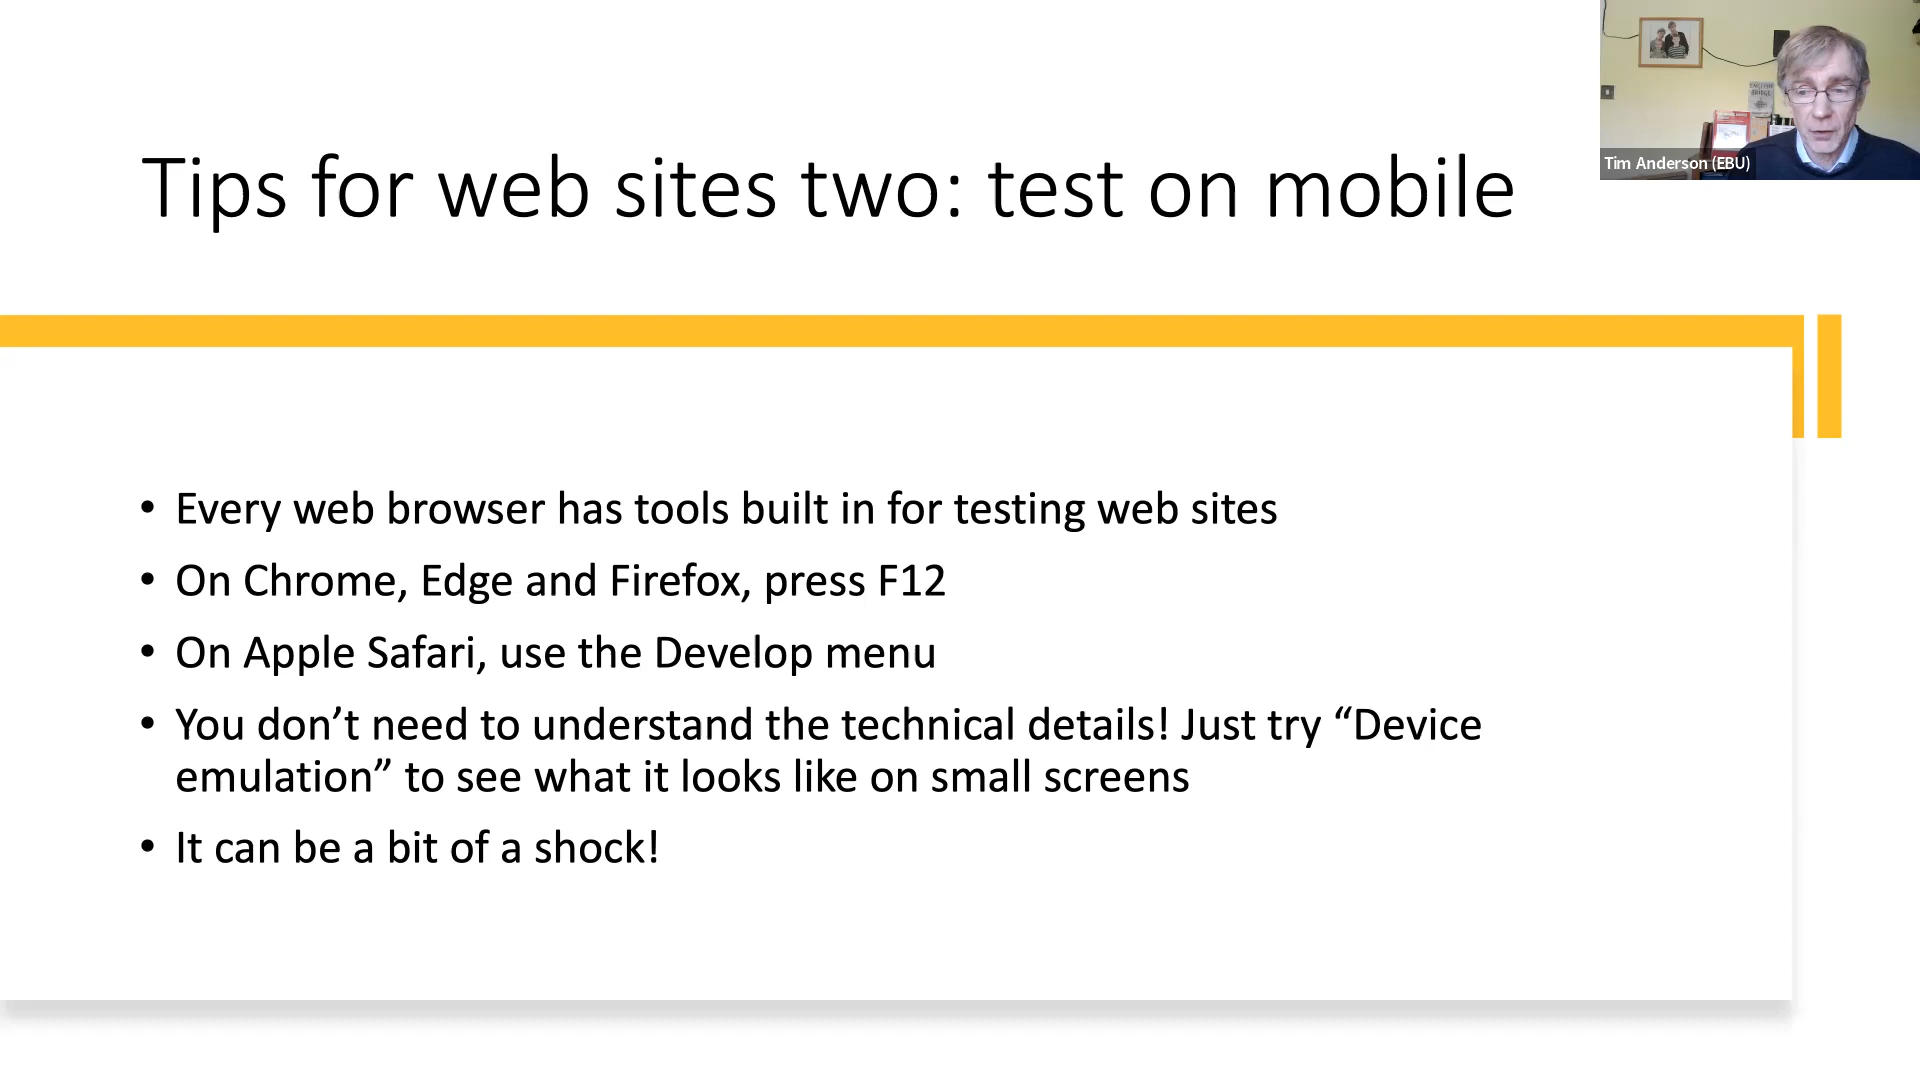 Tips for web sites two: test on mobile
Tim Anderson (EBU)
• Every web browser has tools built in for testing web sites
• On Chrome, Edge and Firefox, press F12
• On Apple Safari, use the Develop menu
• You don’t need to understand the technical details! Just try “Device
emulation” to see what it looks like on small screens
• It can be a bit of a shock!